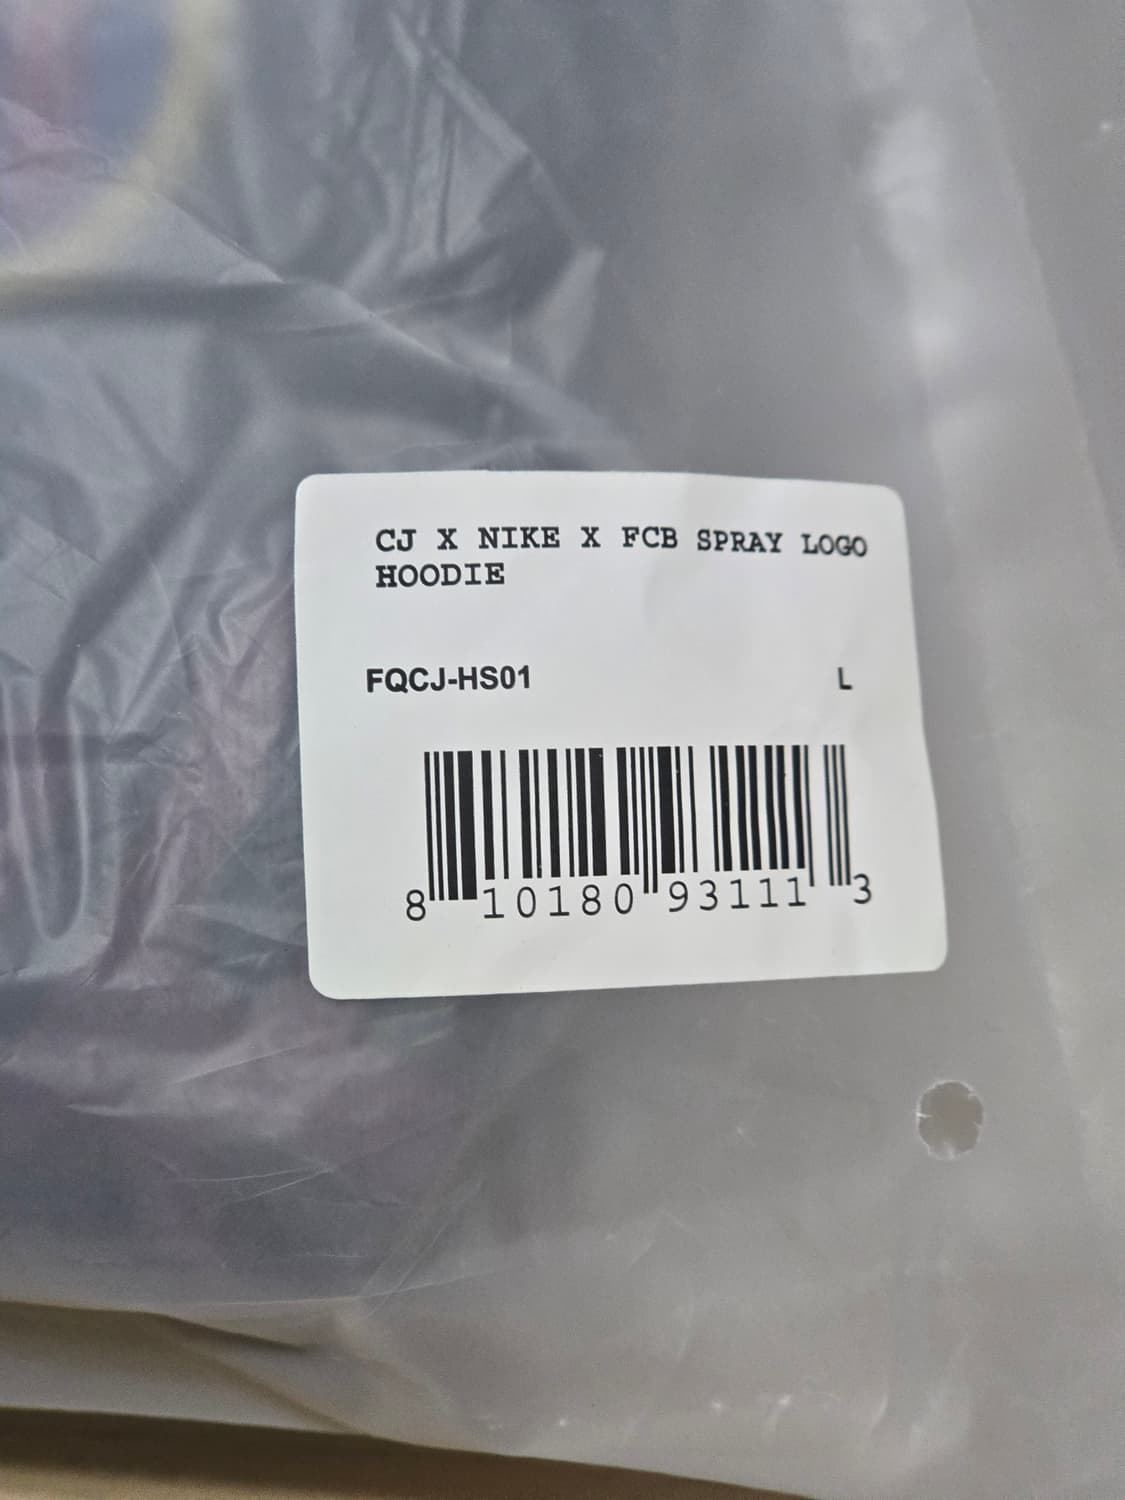 CJ X NIKE X FCB SPRAY LOGO
HOODIE
FQCJ-HS01 L
8 10180 93111 3